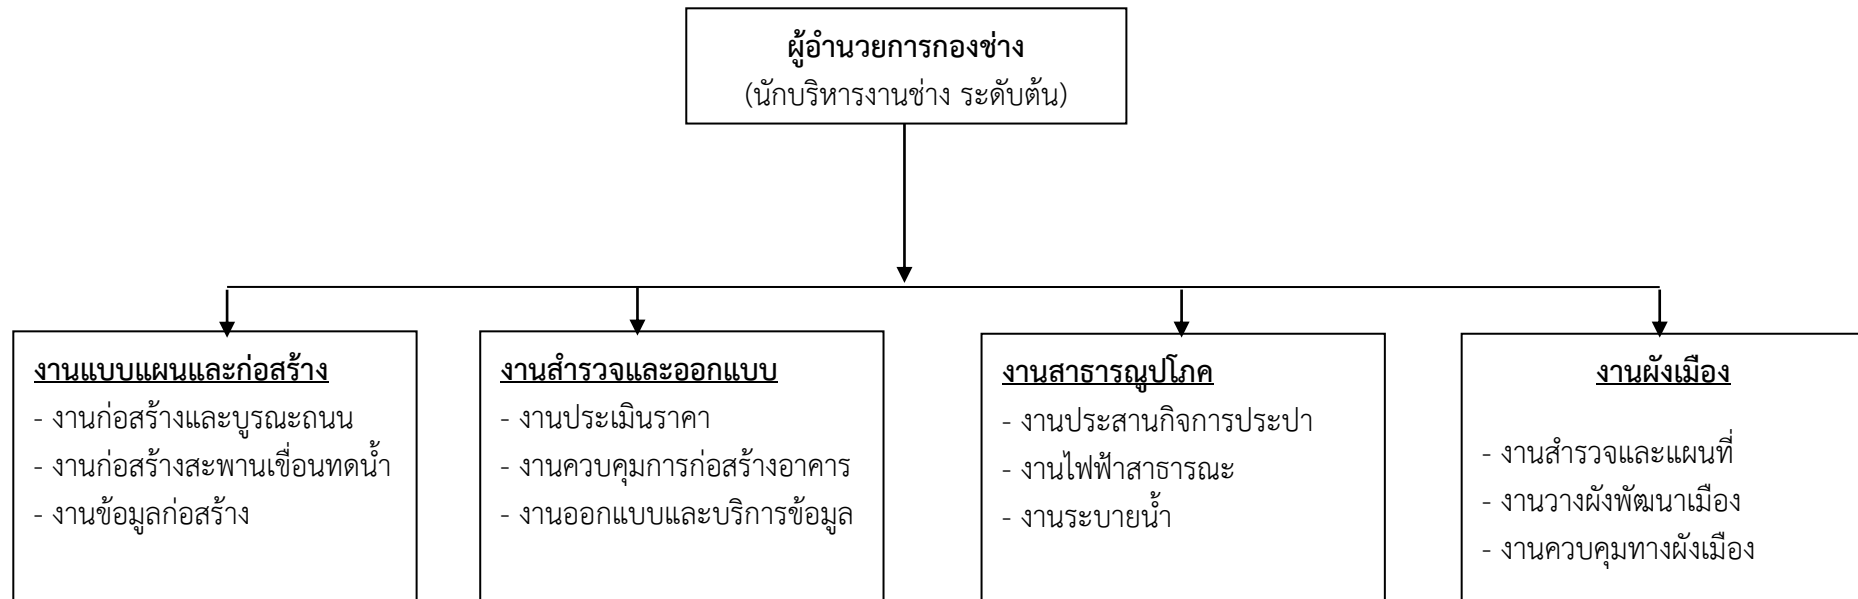 ผู้อำนวยการกองช่าง
(นักบริหารงานช่าง ระดับต้น)
งานแบบแผนและก่อสร้าง
- งานก่อสร้างและบูรณะถนน
- งานก่อสร้างสะพานเขื่อนทดน้ำ
- งานข้อมูลก่อสร้าง
งานสำรวจและออกแบบ
- งานประเมินราคา
- งานควบคุมการก่อสร้างอาคาร
- งานออกแบบและบริการข้อมูล
งานสาธารณูปโภค
- งานประสานกิจการประปา
- งานไฟฟ้าสาธารณะ
- งานระบายน้ำ
งานผังเมือง
- งานสำรวจและแผนที่
- งานวางผังพัฒนาเมือง
- งานควบคุมทางผังเมือง